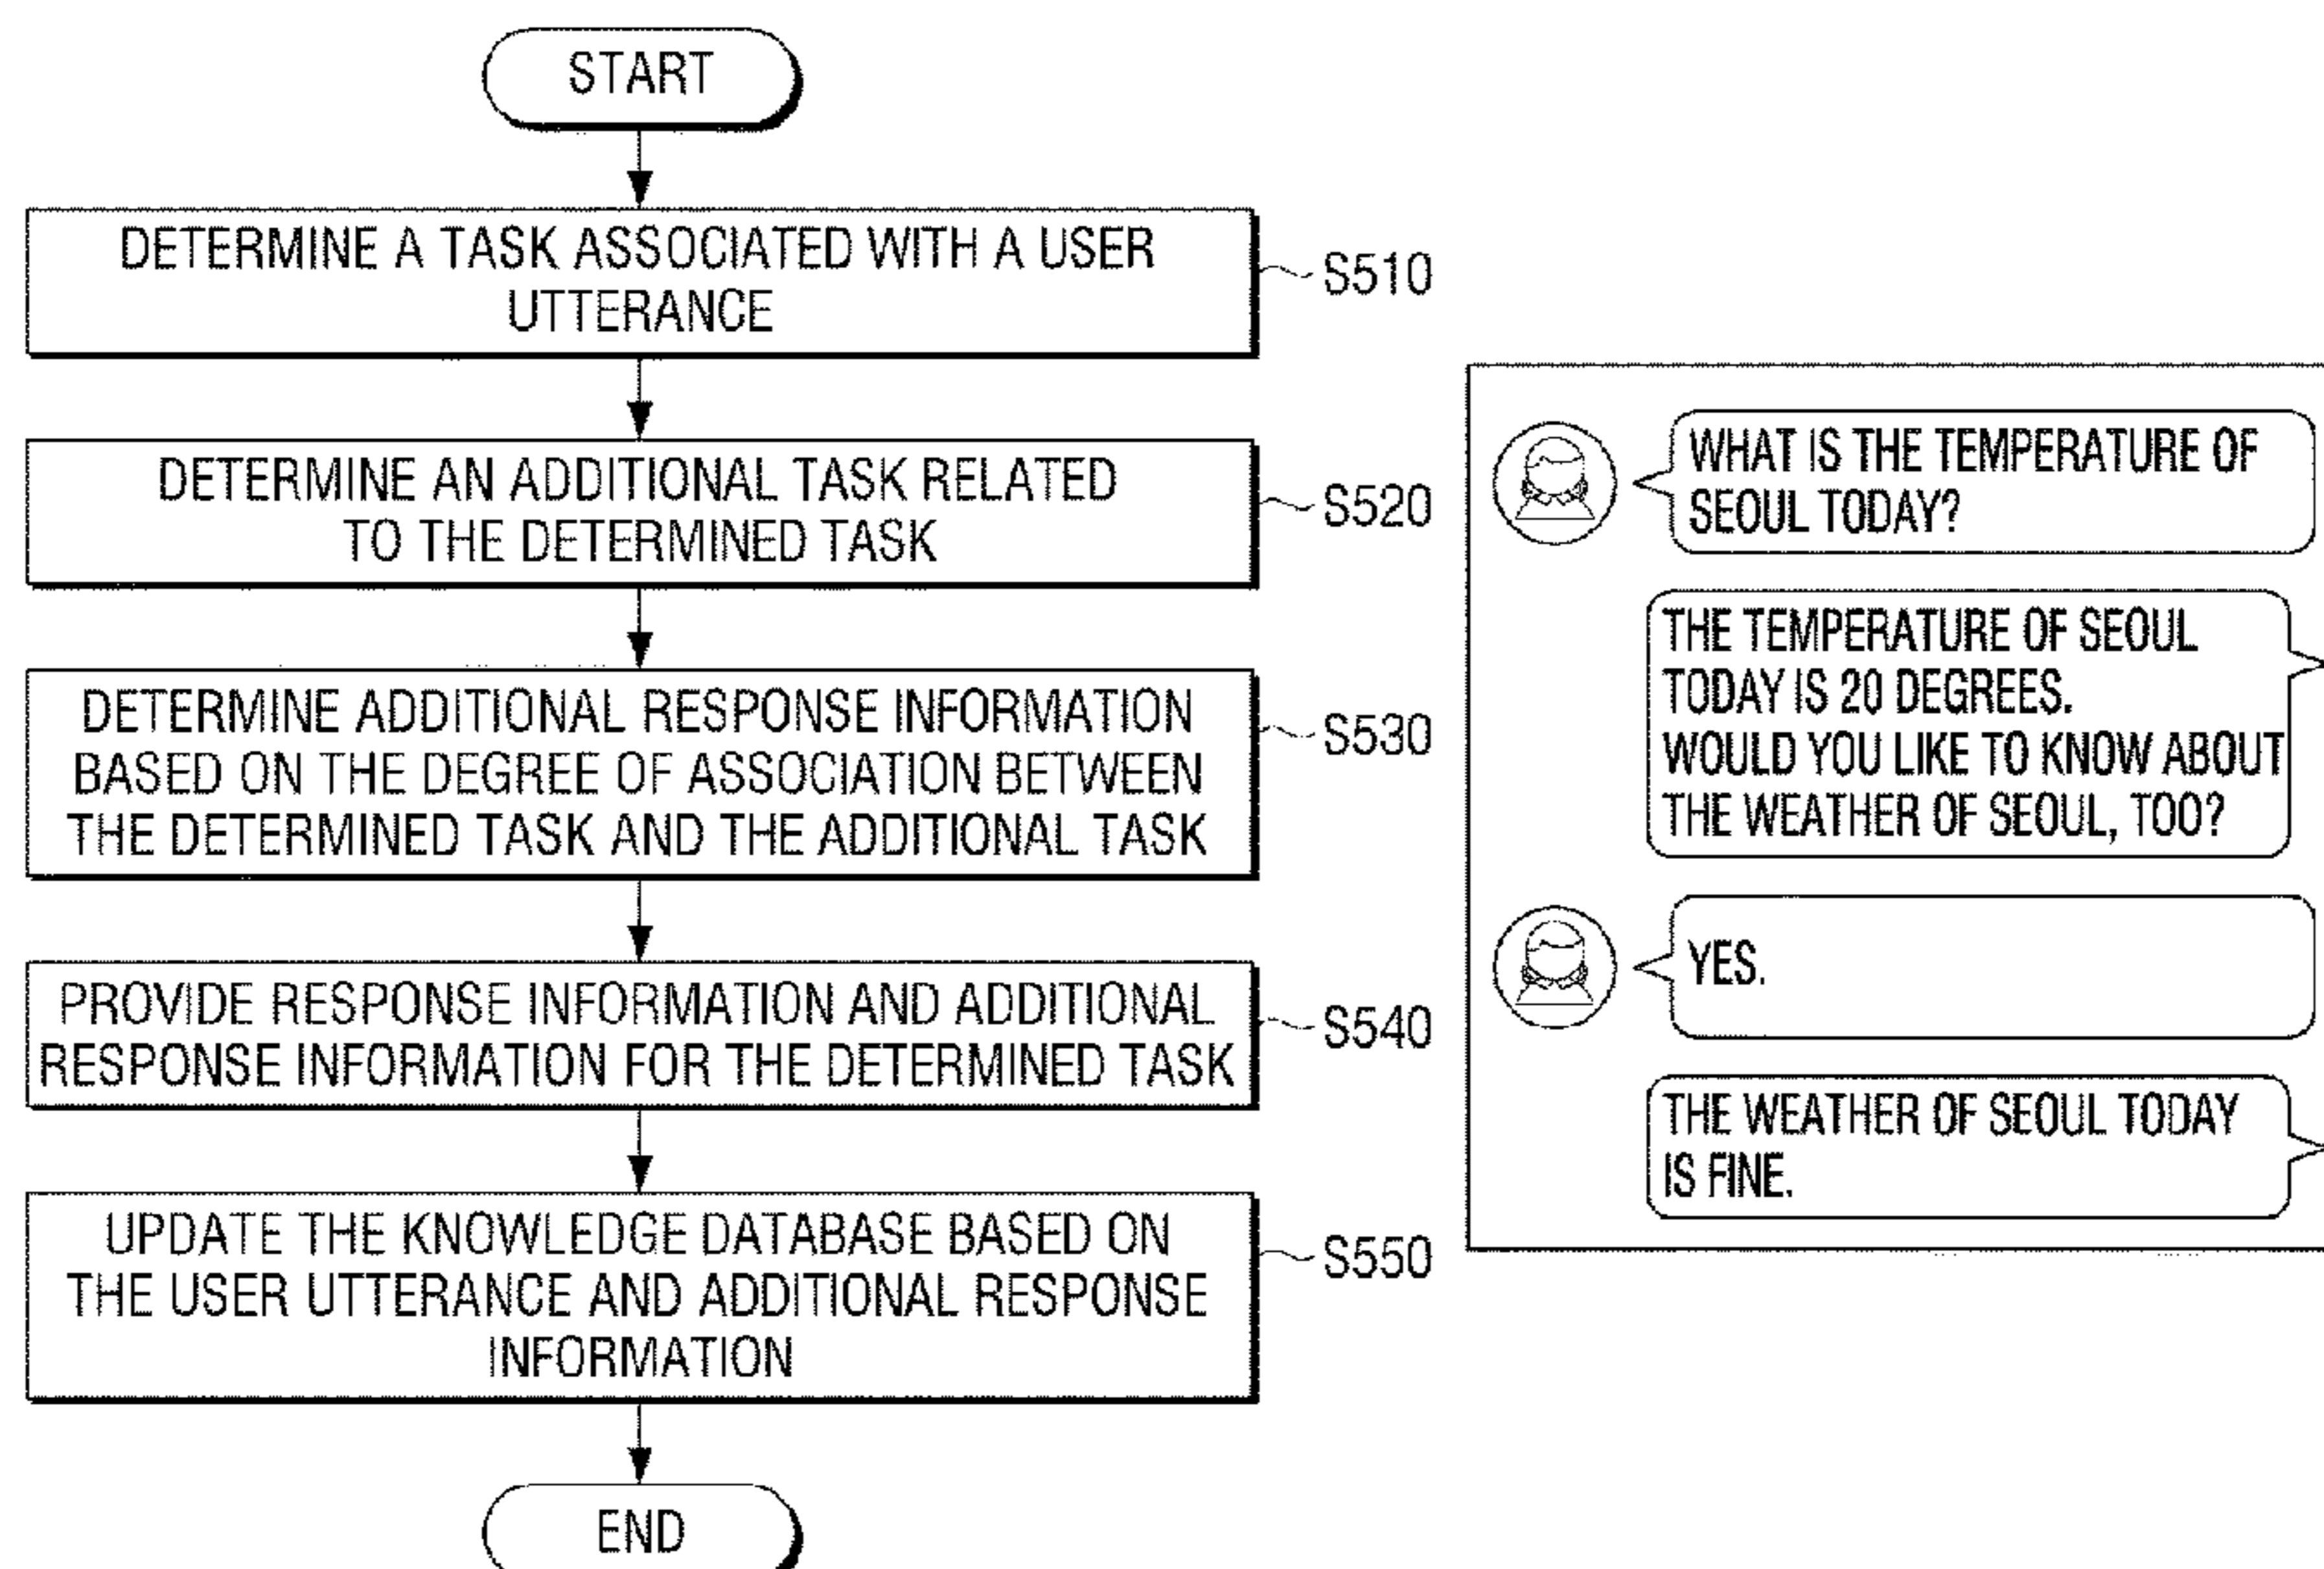 START
DETERMINE A TASK ASSOCIATED WITH A USER
UTTERANCE
S510
DETERMINE AN ADDITIONAL TASK RELATED
TO THE DETERMINED TASK
S520
DETERMINE ADDITIONAL RESPONSE INFORMATION
BASED ON THE DEGREE OF ASSOCIATION BETWEEN
THE DETERMINED TASK AND THE ADDITIONAL TASK
S530
PROVIDE RESPONSE INFORMATION AND ADDITIONAL
RESPONSE INFORMATION FOR THE DETERMINED TASK
S540
UPDATE THE KNOWLEDGE DATABASE BASED ON
THE USER UTTERANCE AND ADDITIONAL RESPONSE
INFORMATION
S550
END
WHAT IS THE TEMPERATURE OF
SEOUL TODAY?
THE TEMPERATURE OF SEOUL
TODAY IS 20 DEGREES.
WOULD YOU LIKE TO KNOW ABOUT
THE WEATHER OF SEOUL, TOO?
YES.
THE WEATHER OF SEOUL TODAY
IS FINE.